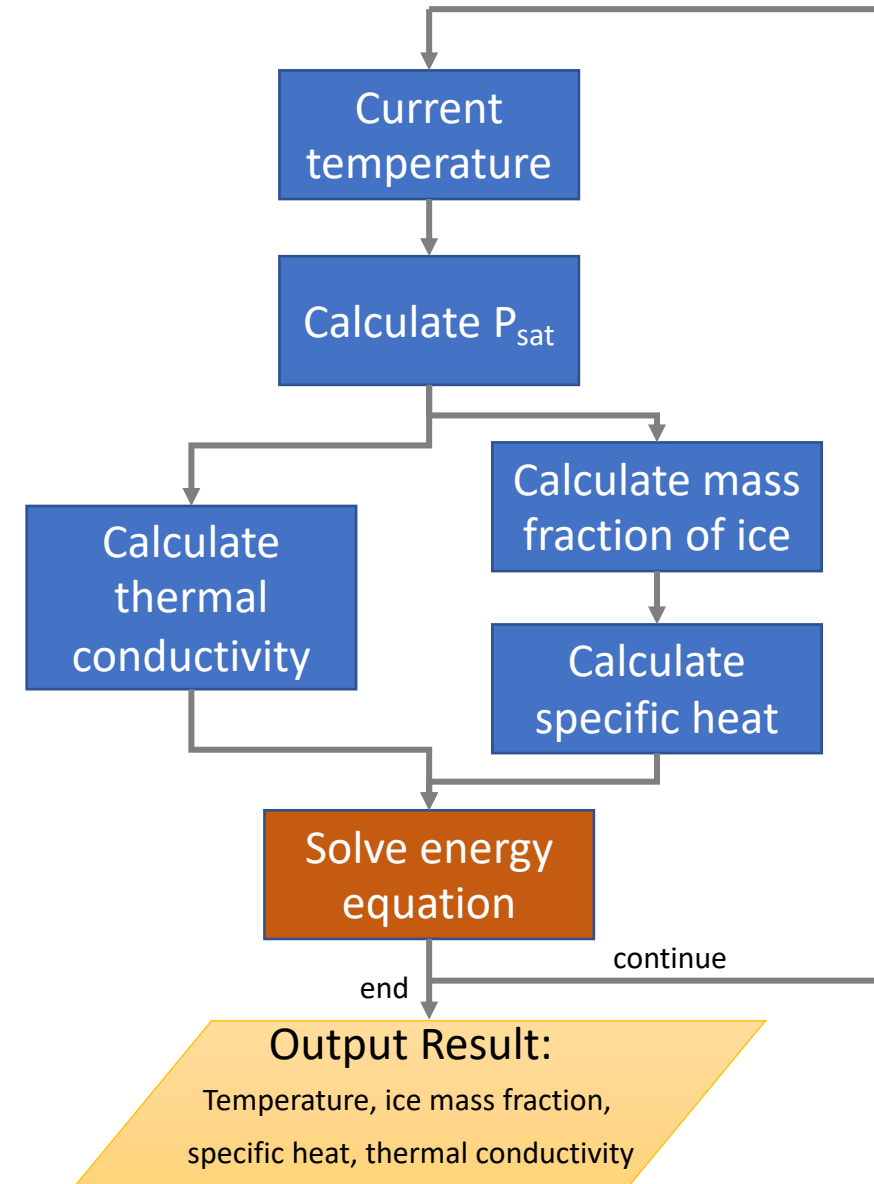 Current
temperature
Calculate P_sat
Calculate mass
fraction of ice
Calculate
thermal
conductivity
Calculate
specific heat
Solve energy
equation
continue
end
Output Result:
Temperature, ice mass fraction,
specific heat, thermal conductivity